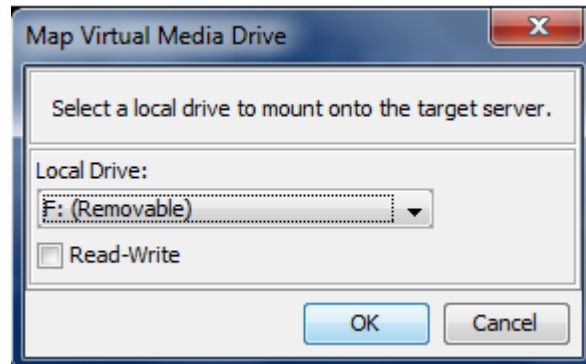 Map Virtual Media Drive
Select a local drive to mount onto the target server.
Local Drive:
F: (Removable)
Read-Write
OK
Cancel